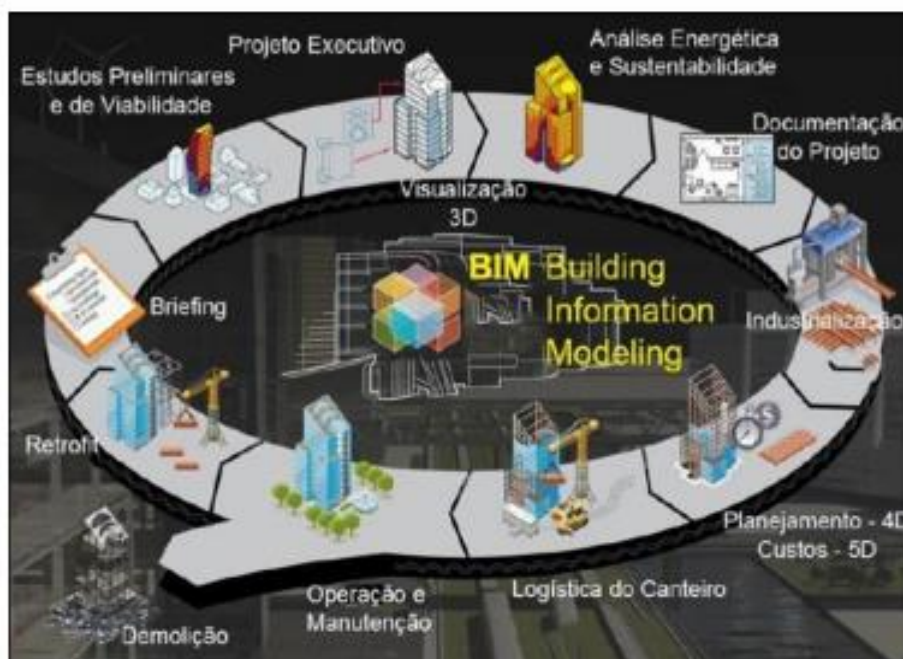 Projeto Executivo
Análise Energética
e Sustentabilidade
Estudos Preliminares
e de Viabilidade
Documentação
do Projeto
Visualização
3D
BIM Building
Information
Modeling
Briefing
Industrialização
Retrofit
Planejamento - 4D
Custos - 5D
Logística do Canteiro
Operação e
Manutenção
Demolição